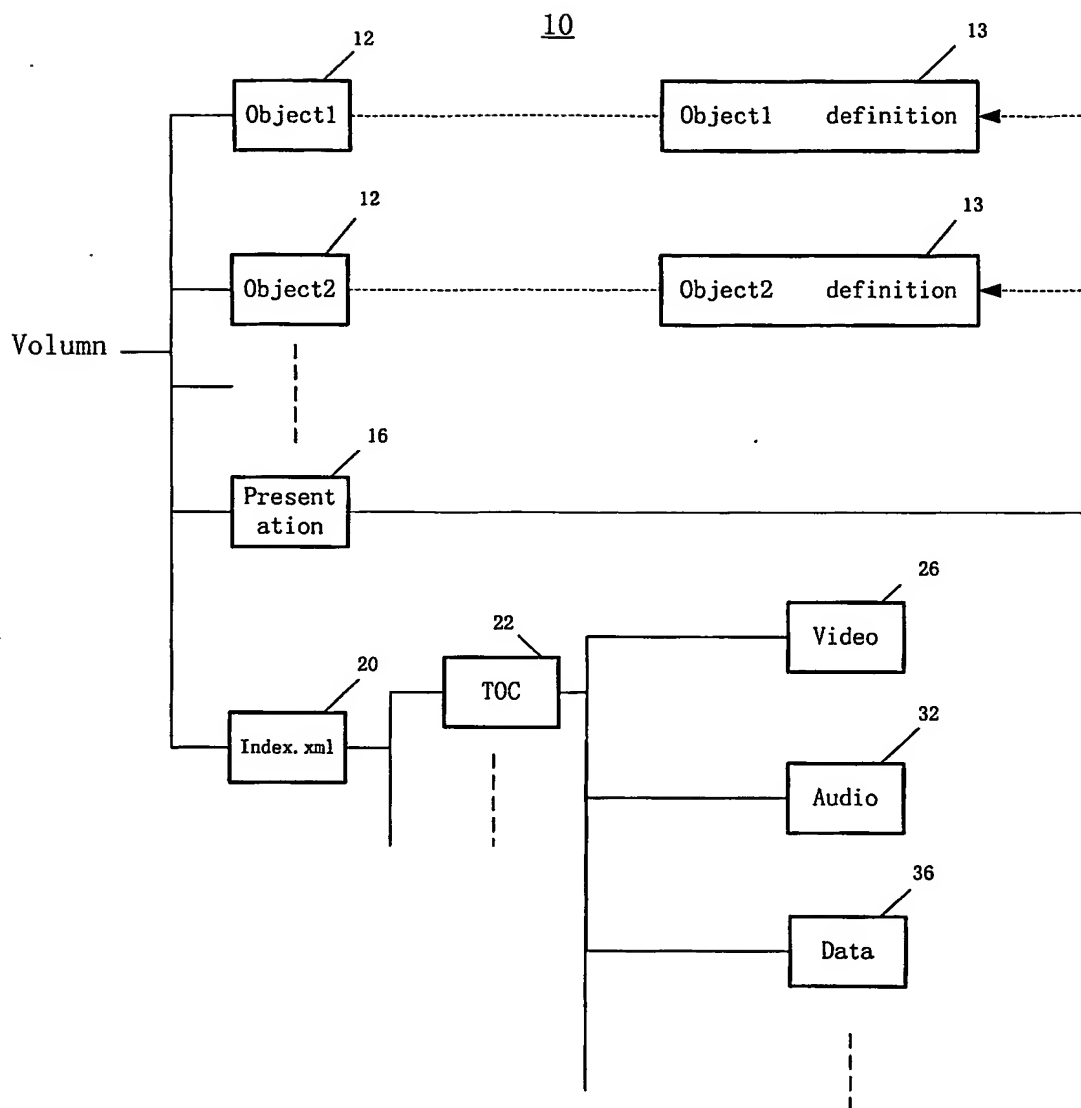 10
12
13
Object1
Object1 definition
12
13
Object2
Object2 definition
Volumn
16
Present
ation
26
Video
22
TOC
20
Index.xml
32
Audio
36
Data